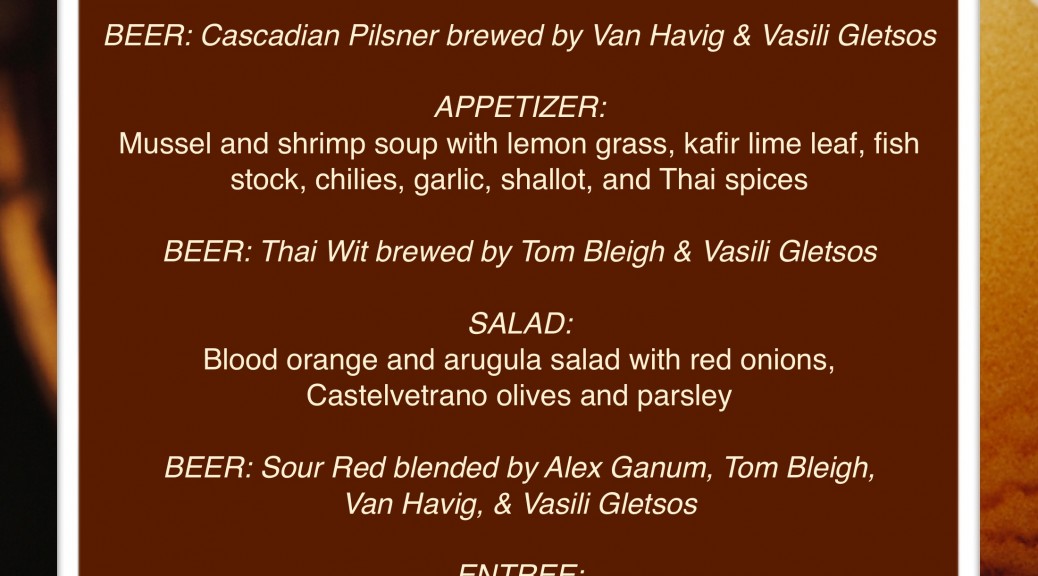 BEER: Cascadian Pilsner brewed by Van Havig & Vasili Gletsos
APPETIZER:
Mussel and shrimp soup with lemon grass, kafir lime leaf, fish
stock, chilies, garlic, shallot, and Thai spices
BEER: Thai Wit brewed by Tom Bleigh & Vasili Gletsos
SALAD:
Blood orange and arugula salad with red onions,
Castelvetrano olives and parsley
BEER: Sour Red blended by Alex Ganum, Tom Bleigh,
Van Havig, & Vasili Gletsos
ENTREE: